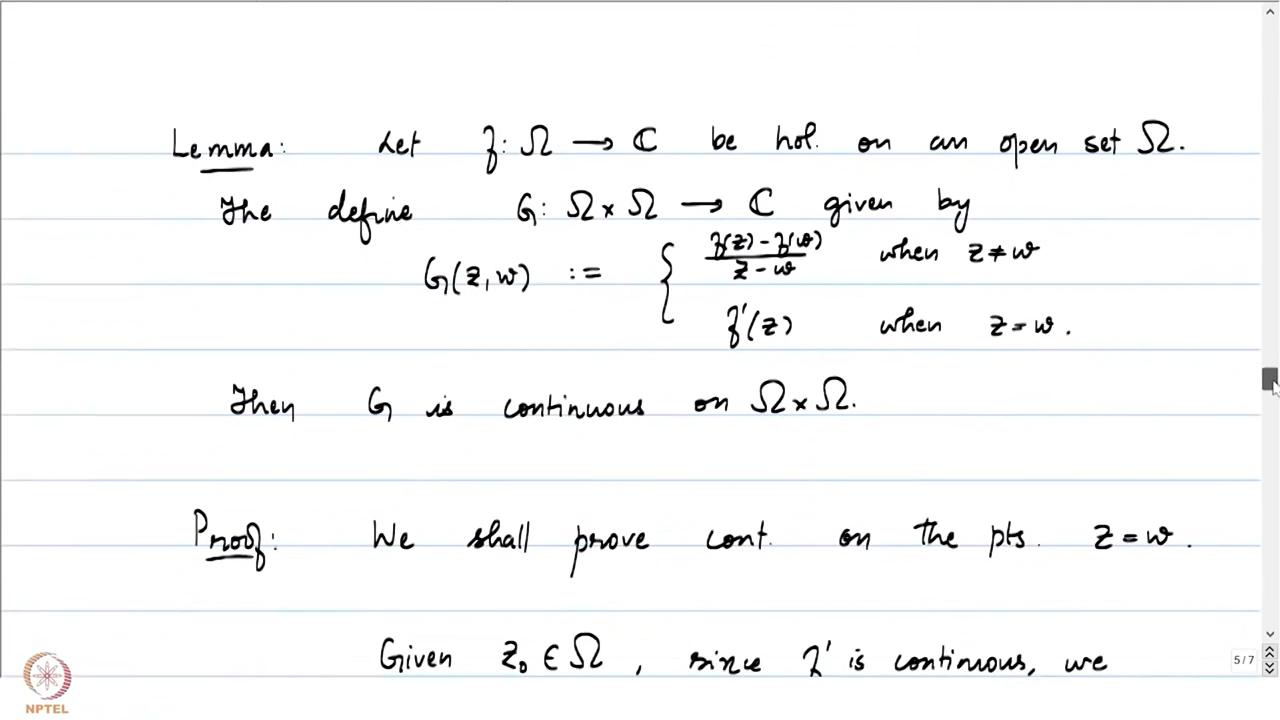 Lemma: Let f: Ω → ℂ be hol. on an open set Ω.
The define G: Ω × Ω → ℂ given by
G(z, w) := { (f(z) - f(w))/(z - w) when z ≠ w
f'(z) when z = w.
Then G is continuous on Ω × Ω.
Proof: We shall prove cont. on the pts. z = w.
Given z₀ ∈ Ω, since f' is continuous, we
5 / 7
NPTEL